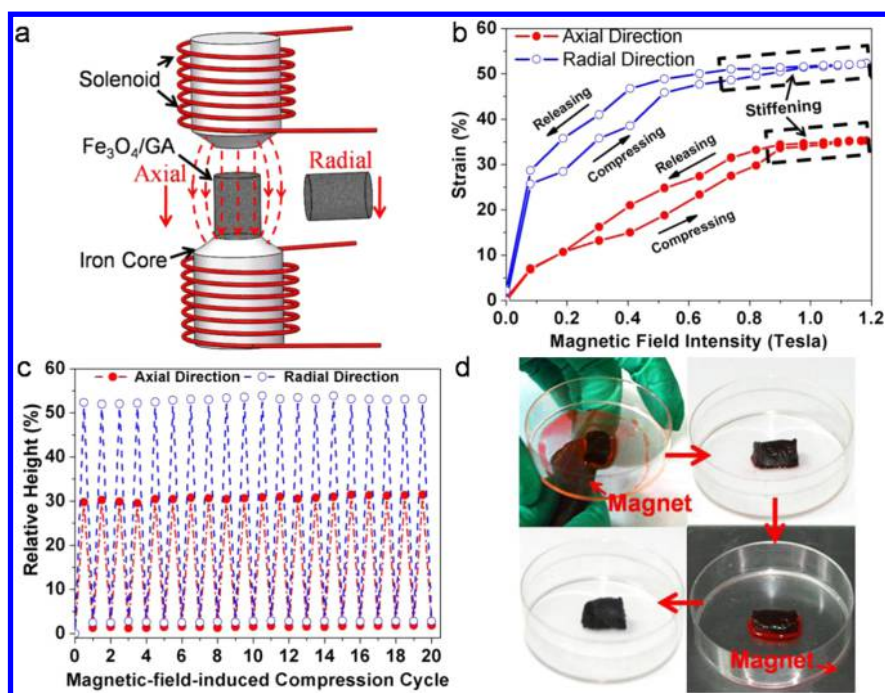 a
Solenoid
Fe₃O₄/GA
Axial
Radial
Iron Core
b
Axial Direction
Radial Direction
Releasing
Compressing
Stiffening
Releasing
Compressing
Strain (%)
60
50
40
30
20
10
0
0.0 0.2 0.4 0.6 0.8 1.0 1.2
Magnetic Field Intensity (Tesla)
c
Axial Direction Radial Direction
Relative Height (%)
60
50
40
30
20
10
0
0 2 4 6 8 10 12 14 16 18 20
Magnetic-field-induced Compression Cycle
d
Magnet
Magnet